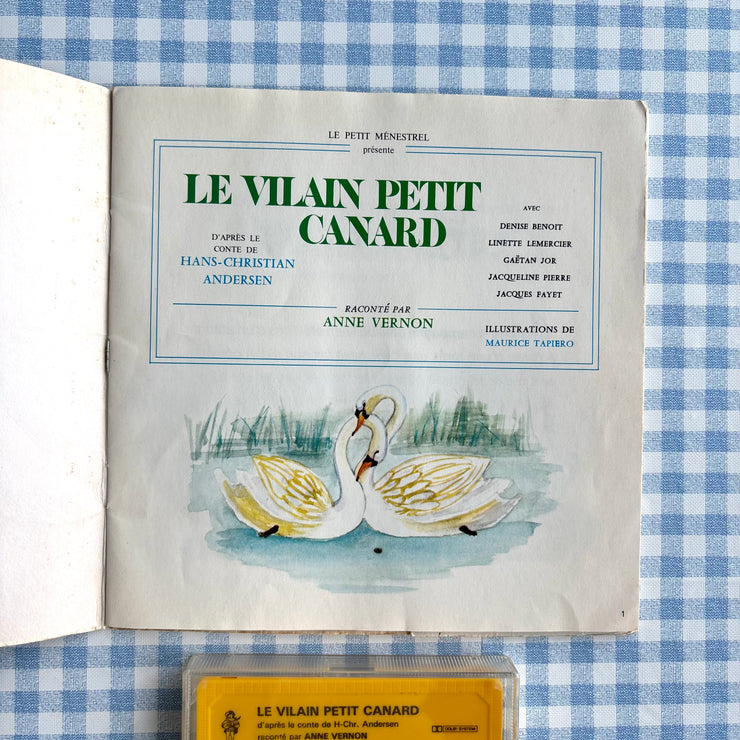 LE PETIT MÉNESTREL
présente
LE VILAIN PETIT
CANARD
D'APRÈS LE
CONTE DE
HANS-CHRISTIAN
ANDERSEN
RACONTÉ PAR
ANNE VERNON
AVEC
DENISE BENOIT
LINETTE LEMERCIER
GAËTAN JOR
JACQUELINE PIERRE
JACQUES FAYET
ILLUSTRATIONS DE
MAURICE TAPIERO
1
LE VILAIN PETIT CANARD
d'après le conte de H-Chr. Andersen
raconté par ANNE VERNON
DOLBY SYSTEM